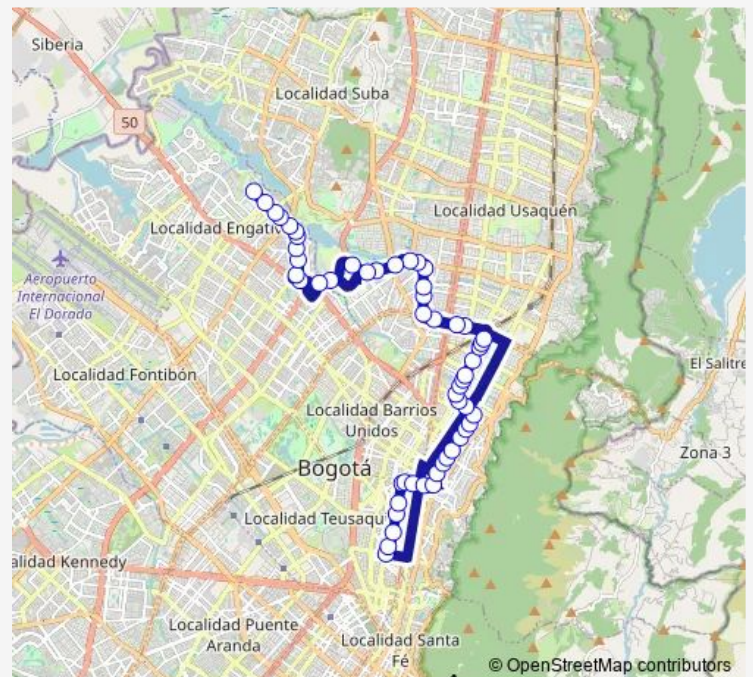 Siberia
Localidad Suba
50
Localidad Usaquén
Localidad Engativ
Aeropuerto
Internacional
El Dorado
El Salitre
Localidad Fontibón
Localidad Barrios
Unidos
Zona 3
Bogotá
Localidad Teusaqu
alidad Kennedy
Localidad Puente
Aranda
Localidad Santa
Fé
© OpenStreetMap contributors